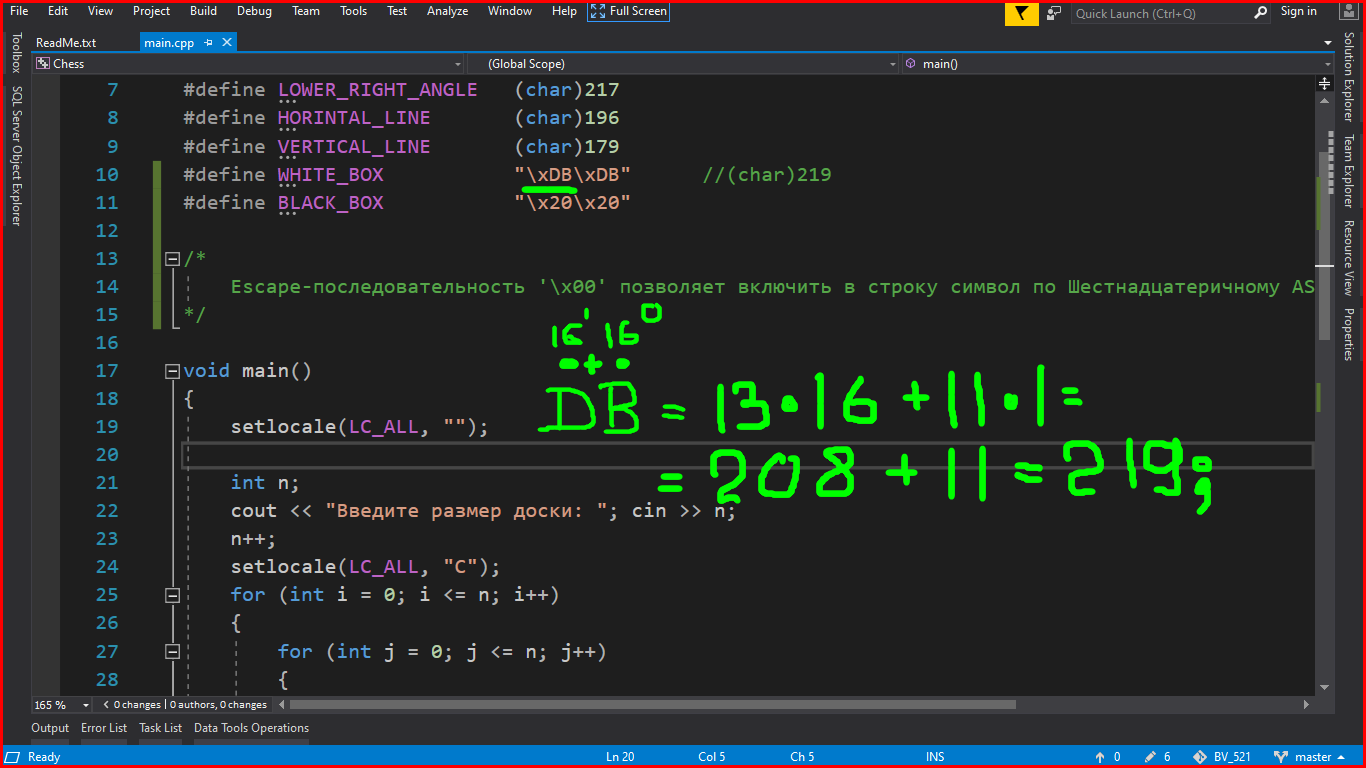 File Edit View Project Build Debug Team Tools Test Analyze Window Help Full Screen Quick Launch (Ctrl+Q) Sign in
ReadMe.txt main.cpp
Chess (Global Scope) main()
7 #define LOWER_RIGHT_ANGLE (char)217
8 #define HORINTAL_LINE (char)196
9 #define VERTICAL_LINE (char)179
10 #define WHITE_BOX "\xDB\xDB" //(char)219
11 #define BLACK_BOX "\x20\x20"
12
13 /*
14 Escape-последовательность '\x00' позволяет включить в строку символ по Шестнадцатеричному AS
15 */
16
16¹ 16⁰
17 void main()
DB = 13·16 + 11·1 =
18 {
19 setlocale(LC_ALL, "");
20
= 208 + 11 = 219;
21 int n;
22 cout << "Введите размер доски: "; cin >> n;
23 n++;
24 setlocale(LC_ALL, "C");
25 for (int i = 0; i <= n; i++)
26 {
27 for (int j = 0; j <= n; j++)
28 {
165 % 0 changes | 0 authors, 0 changes
Output Error List Task List Data Tools Operations
Ready Ln 20 Col 5 Ch 5 INS 0 6 BV_521 master
Toolbox
SQL Server Object Explorer
Solution Explorer
Team Explorer
Resource View
Properties